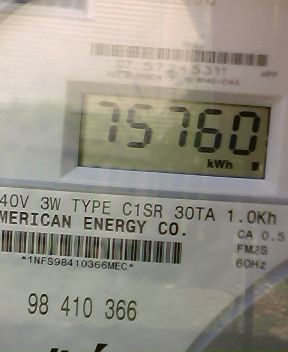 75760
kWh
40V 3W TYPE C1SR 30TA 1.0Kh
MERICAN ENERGY CO.
CA 0.5
FM2S
60Hz
*1NFS98410366MEC*
98 410 366